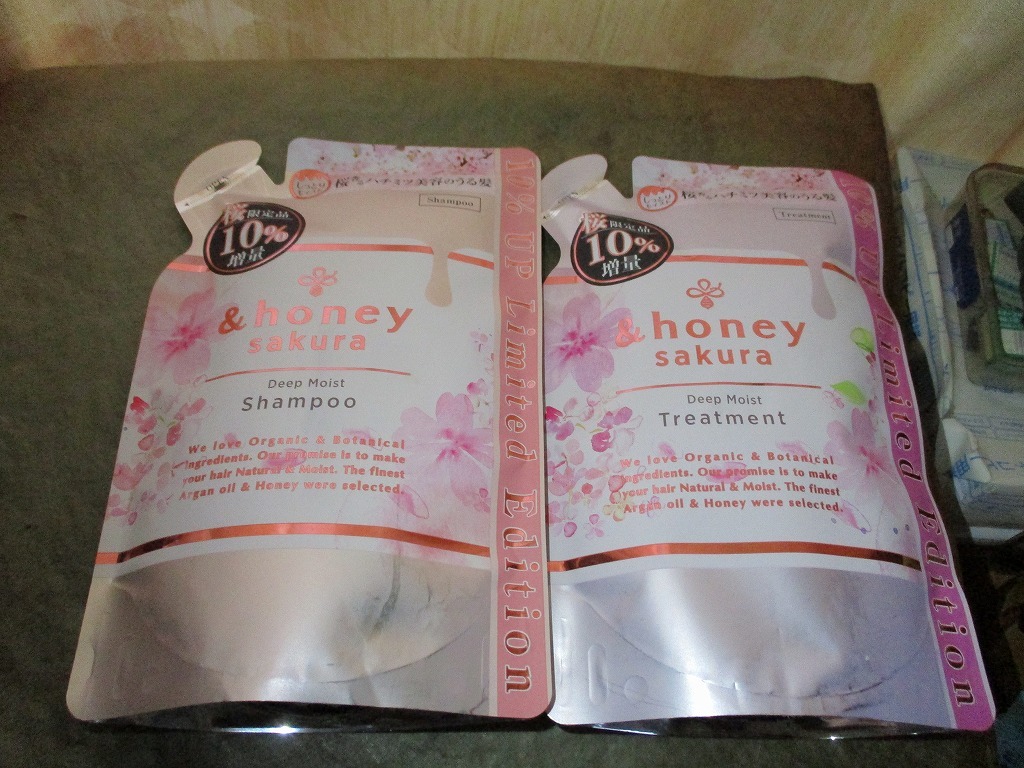 桜 限定品
10%
増量
Shampoo
& honey
sakura
Deep Moist
Shampoo
We love Organic & Botanical
ingredients. Our promise is to make
your hair Natural & Moist. The finest
Argan oil & Honey were selected.
10% UP Limited Edition
桜 限定品
10%
増量
Treatment
& honey
sakura
Deep Moist
Treatment
We love Organic & Botanical
ingredients. Our promise is to make
your hair Natural & Moist. The finest
Argan oil & Honey were selected.
10% UP Limited Edition